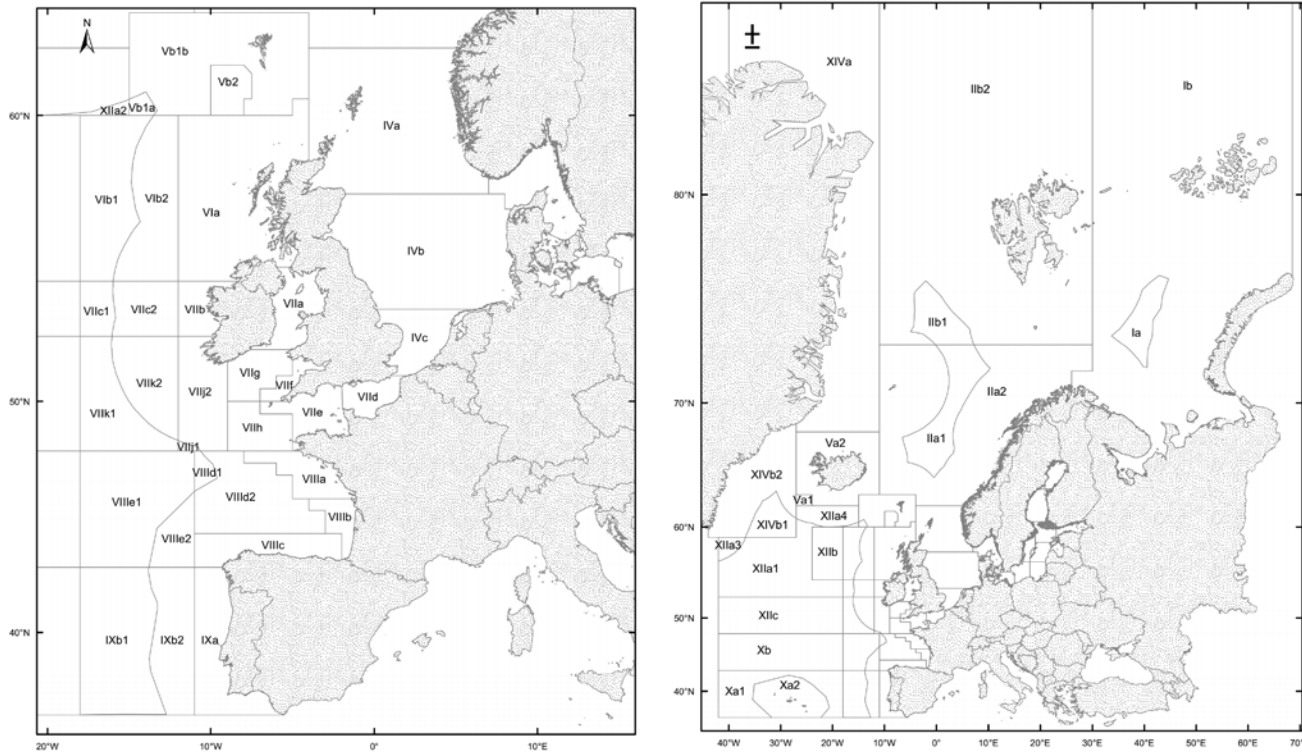 N
Vb1b
Vb2
XIIa2
Vb1a
60°N
IVa
VIb1
VIb2
VIa
IVb
VIIc1
VIIc2
VIIb
VIIa
IVc
VIIg
VIIk2
VIIj2
VIIf
VIId
50°N
VIIk1
VIIe
VIIh
VIIj1
VIIId1
VIIIa
VIIIe1
VIIId2
VIIIb
VIIIe2
VIIIc
40°N
IXb1
IXb2
IXa
20°W
10°W
0°
10°E
±
XIVa
IIb2
Ib
80°N
IIb1
Ia
IIa2
70°N
IIa1
Va2
XIVb2
Va1
XIIa4
60°N
XIVb1
XIIa3
XIIb
XIIa1
50°N
XIIc
Xb
40°N
Xa1
Xa2
40°W
30°W
20°W
10°W
0°
10°E
20°E
30°E
40°E
50°E
60°E
70°E